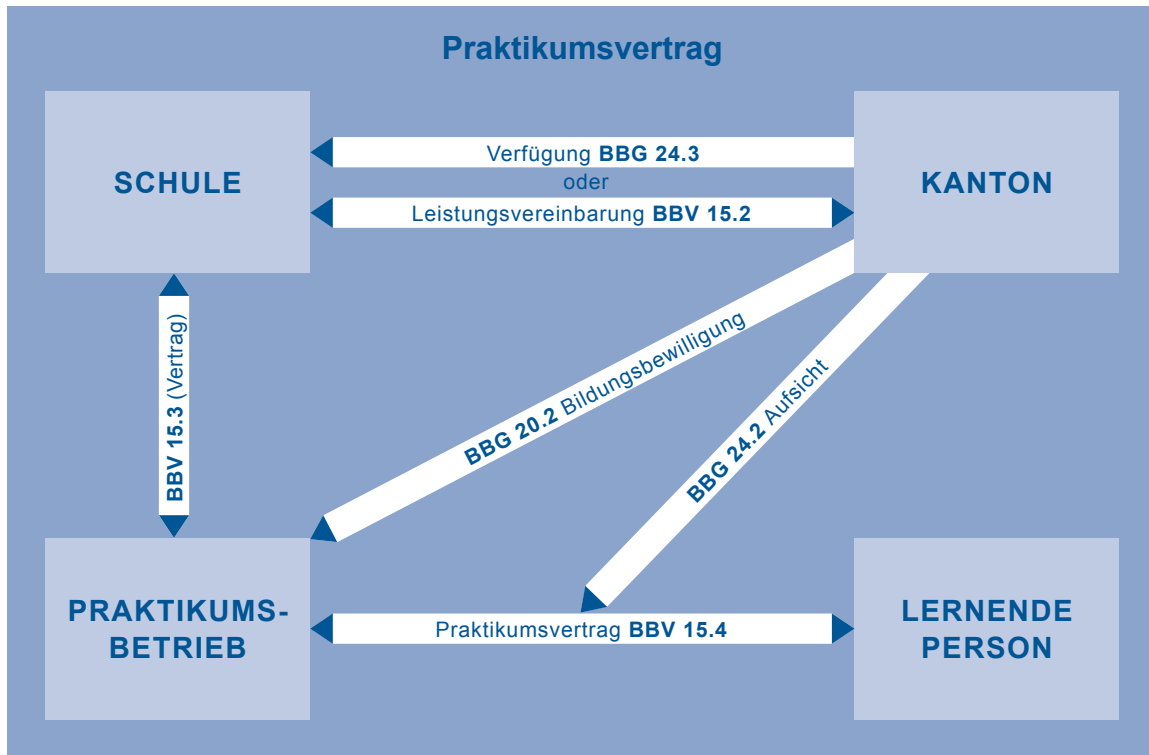 Praktikumsvertrag
SCHULE
Verfügung BBG 24.3
oder
Leistungsvereinbarung BBV 15.2
KANTON
BBV 15.3 (Vertrag)
BBG 20.2 Bildungsbewilligung
BBG 24.2 Aufsicht
PRAKTIKUMS-
BETRIEB
Praktikumsvertrag BBV 15.4
LERNENDE
PERSON